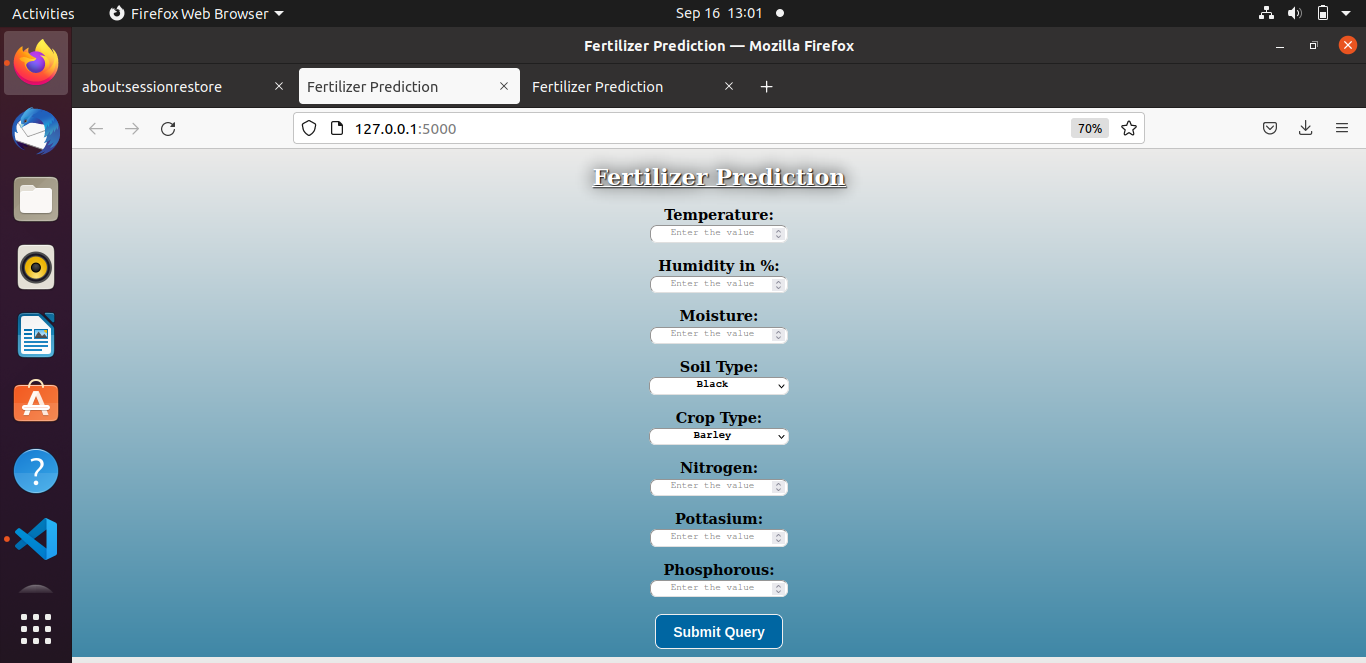 Activities Firefox Web Browser Sep 16 13:01
Fertilizer Prediction — Mozilla Firefox
about:sessionrestore Fertilizer Prediction Fertilizer Prediction
127.0.0.1:5000 70%
Fertilizer Prediction
Temperature:
Enter the value
Humidity in %:
Enter the value
Moisture:
Enter the value
Soil Type:
Black
Crop Type:
Barley
Nitrogen:
Enter the value
Pottasium:
Enter the value
Phosphorous:
Enter the value
Submit Query